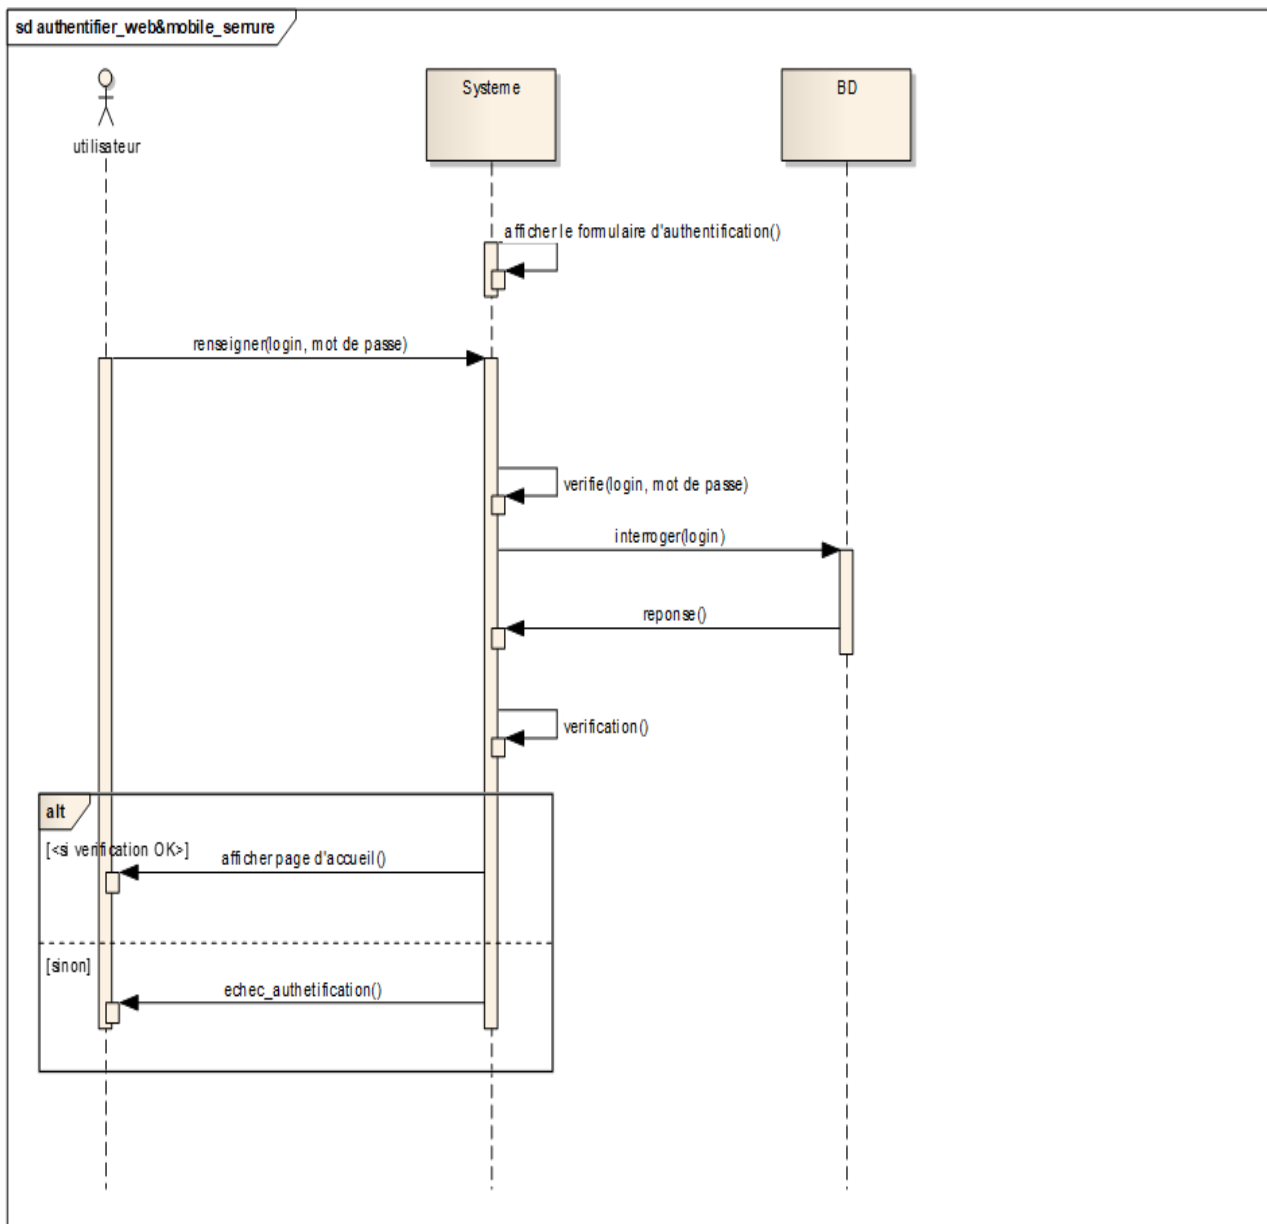 sd authentifier_web&mobile_serrure
utilisateur
Systeme
BD
afficher le formulaire d'authentification()
renseigner(login, mot de passe)
verifie(login, mot de passe)
interroger(login)
reponse()
verification()
alt
[<si verification OK>]
afficher page d'accueil()
[sinon]
echec_authetification()